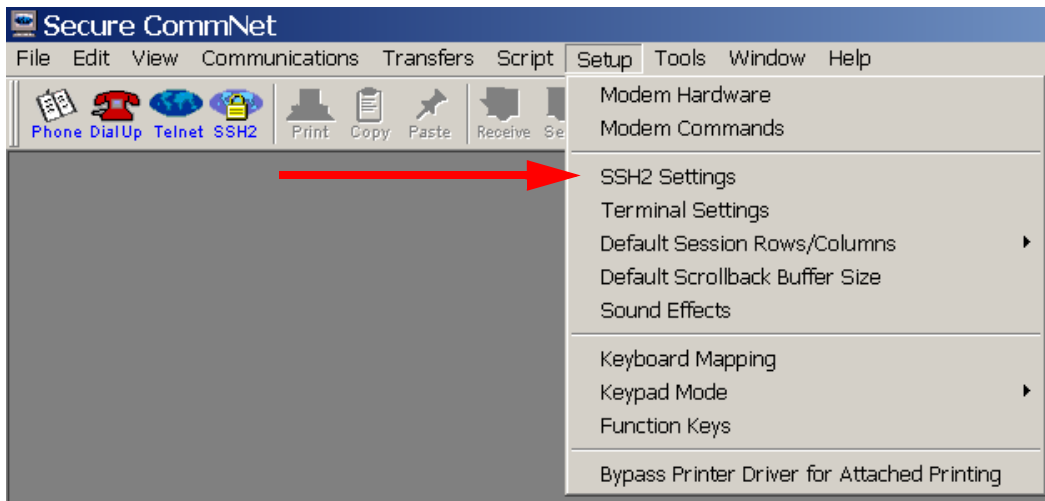 Secure CommNet
File Edit View Communications Transfers Script Setup Tools Window Help
Phone DialUp Telnet SSH2 Print Copy Paste Receive Se
Modem Hardware
Modem Commands
SSH2 Settings
Terminal Settings
Default Session Rows/Columns
Default Scrollback Buffer Size
Sound Effects
Keyboard Mapping
Keypad Mode
Function Keys
Bypass Printer Driver for Attached Printing